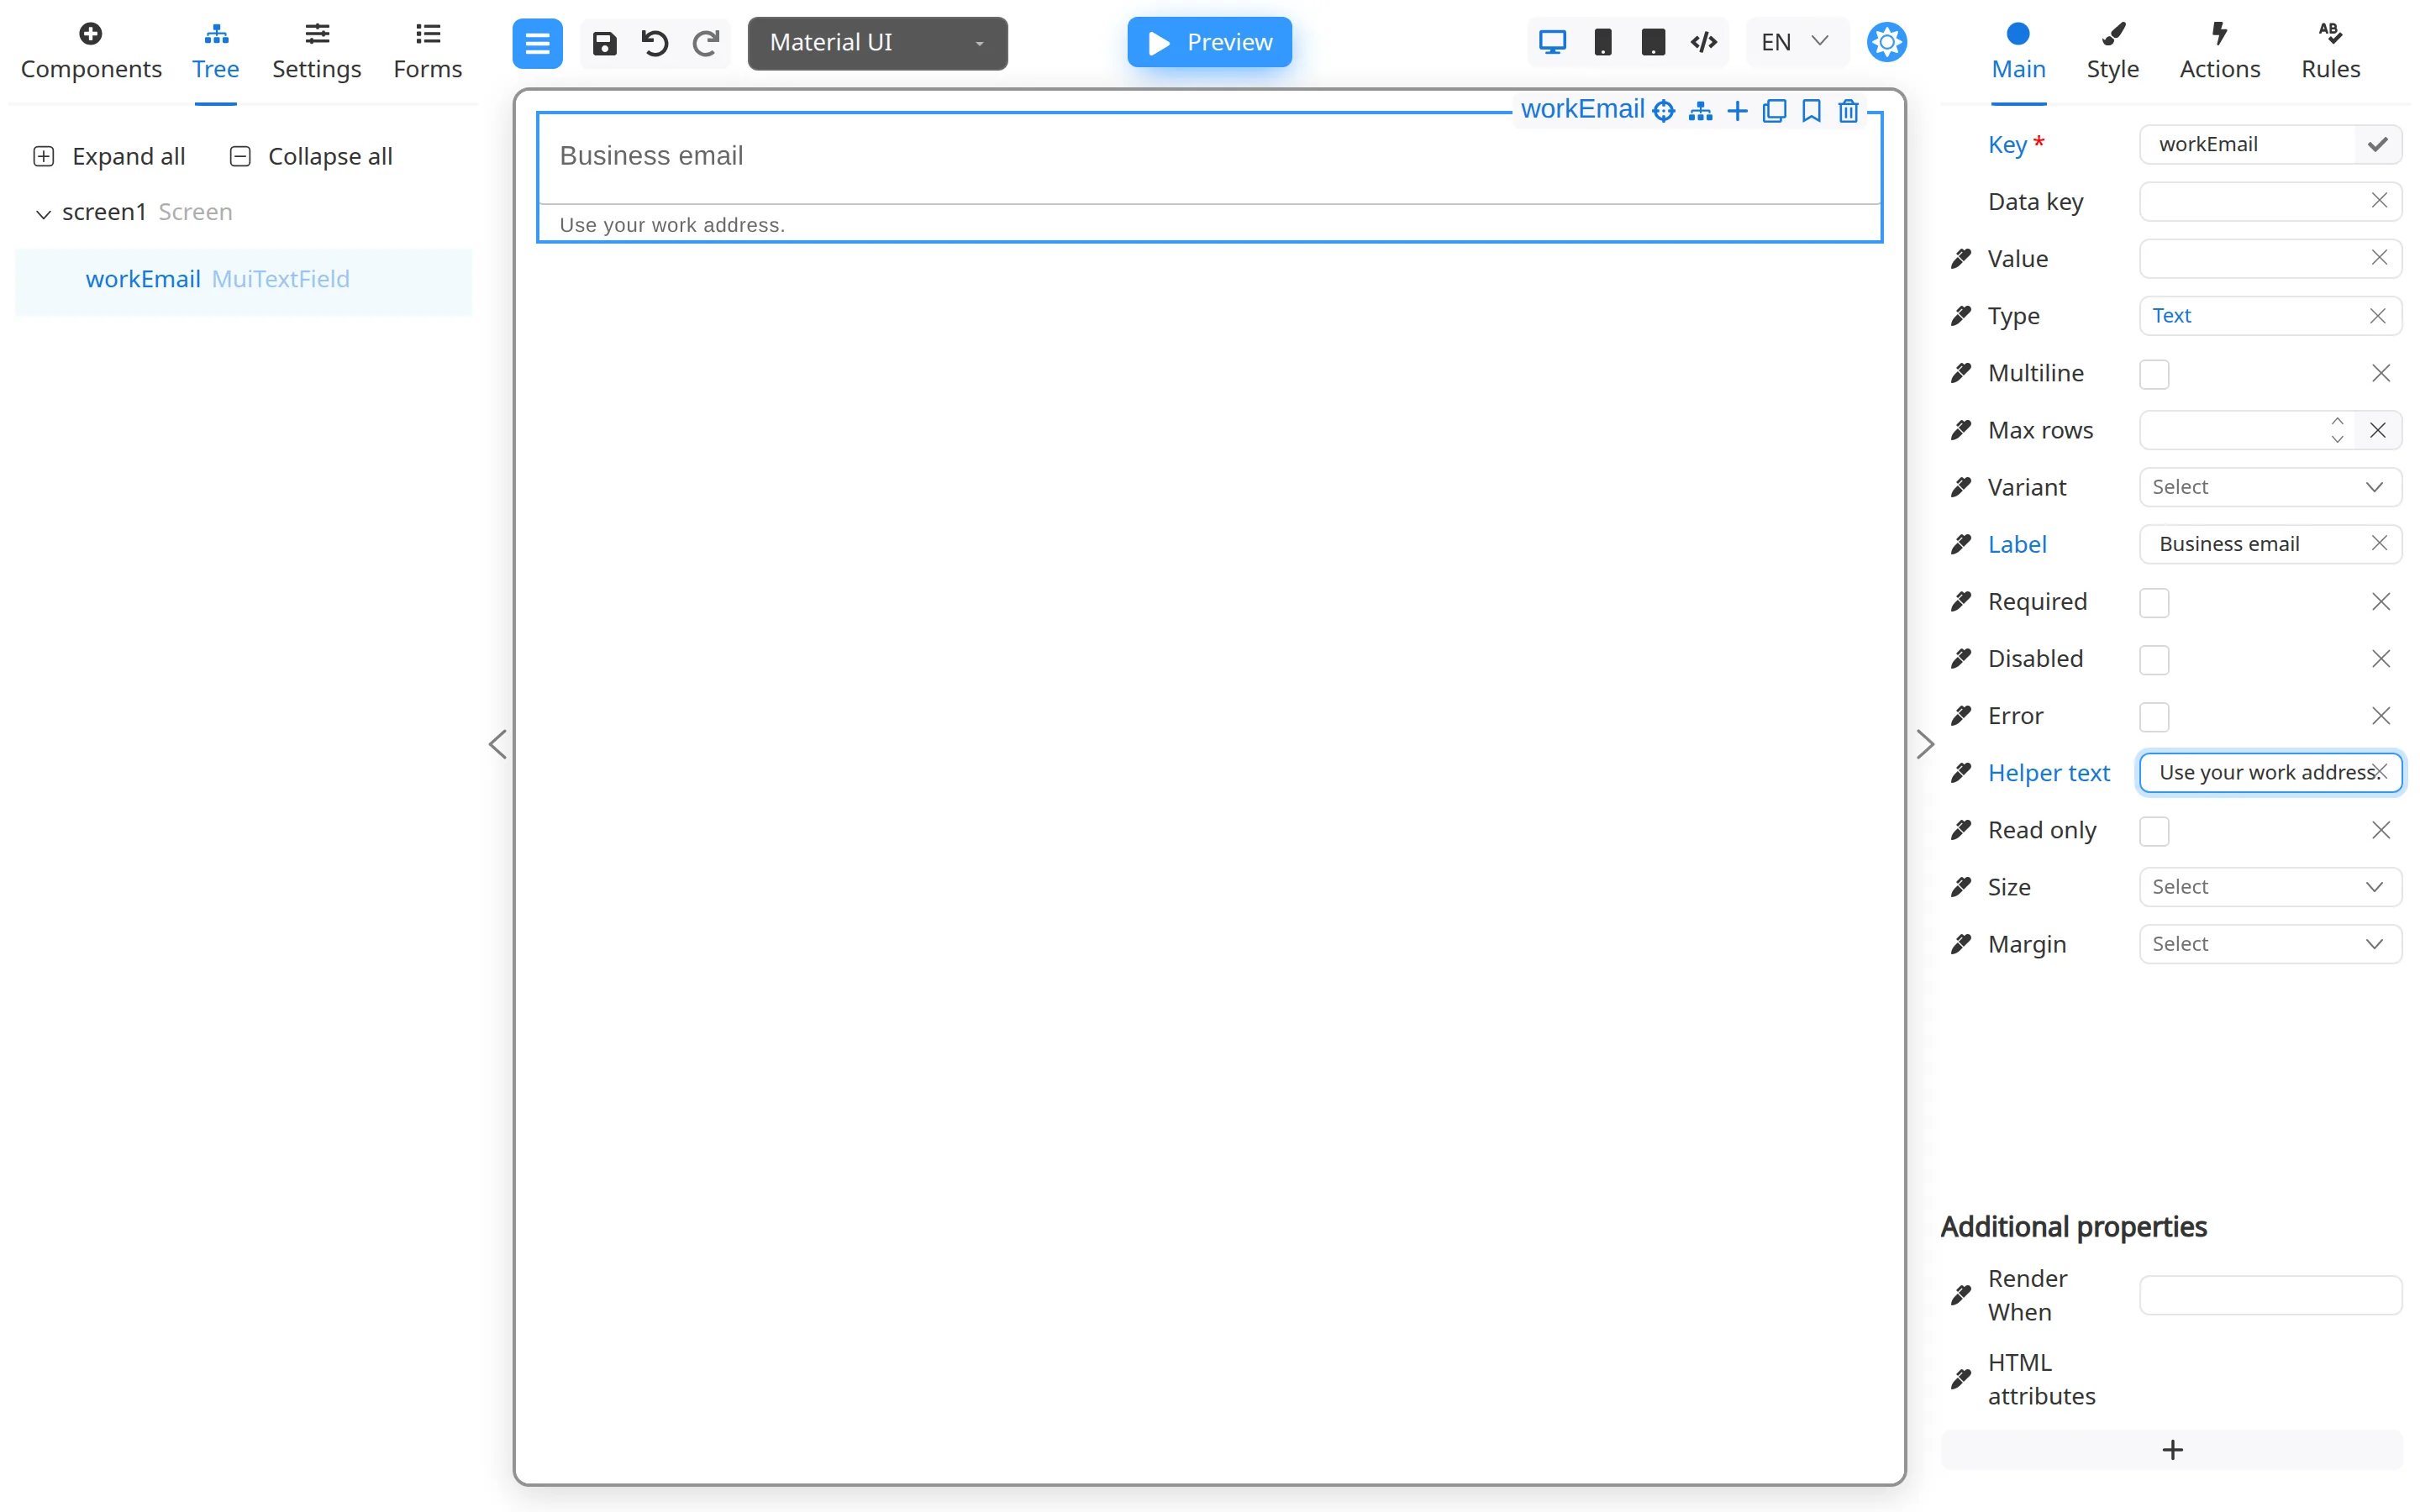 Components
Tree
Settings
Forms
Material UI
Preview
EN
Main
Style
Actions
Rules
Expand all
Collapse all
screen1 Screen
workEmail MuiTextField
workEmail
Business email
Use your work address.
Key * workEmail
Data key
Value
Type Text
Multiline
Max rows
Variant Select
Label Business email
Required
Disabled
Error
Helper text Use your work address.
Read only
Size Select
Margin Select
Additional properties
Render
When
HTML
attributes